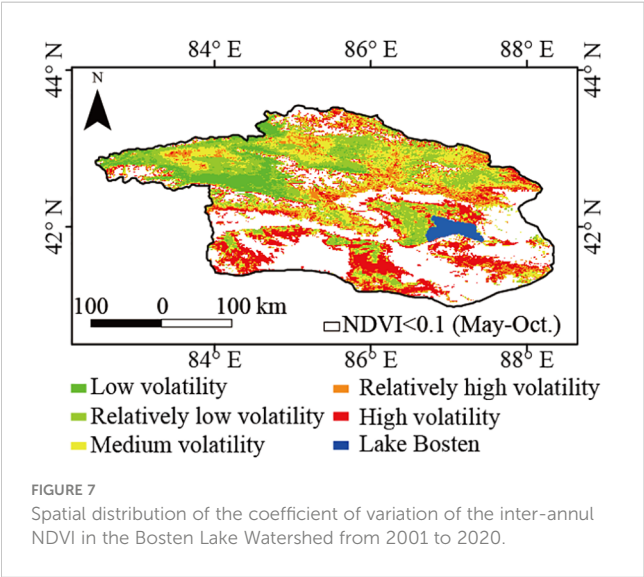 84° E 86° E 88° E
44° N 44° N
N
42° N 42° N
100 0 100 km
NDVI<0.1 (May-Oct.)
84° E 86° E 88° E
Low volatility Relatively high volatility
Relatively low volatility High volatility
Medium volatility Lake Bosten
FIGURE 7
Spatial distribution of the coefficient of variation of the inter-annul
NDVI in the Bosten Lake Watershed from 2001 to 2020.